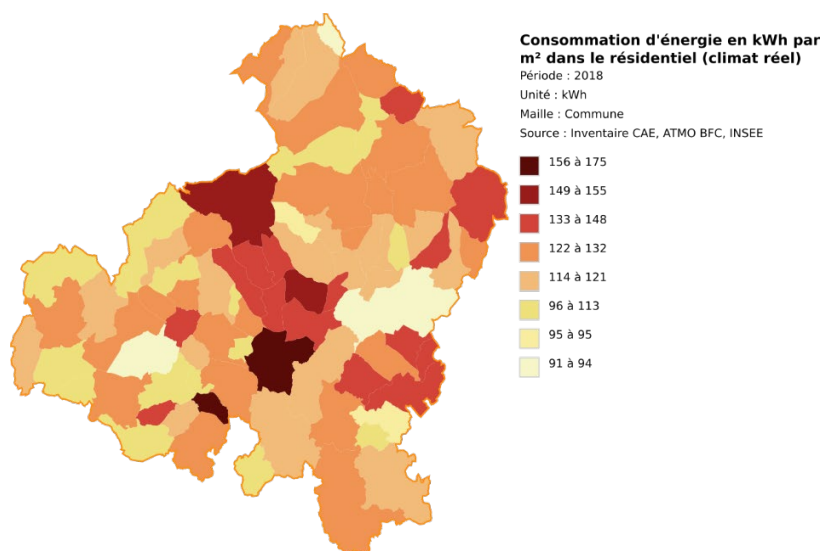 Consommation d'énergie en kWh par
m² dans le résidentiel (climat réel)
Période : 2018
Unité : kWh
Maille : Commune
Source : Inventaire CAE, ATMO BFC, INSEE
156 à 175
149 à 155
133 à 148
122 à 132
114 à 121
96 à 113
95 à 95
91 à 94